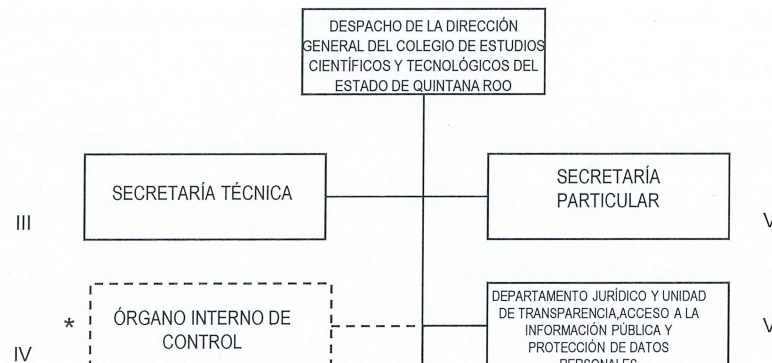 DESPACHO DE LA DIRECCIÓN
GENERAL DEL COLEGIO DE ESTUDIOS
CIENTÍFICOS Y TECNOLÓGICOS DEL
ESTADO DE QUINTANA ROO
SECRETARÍA TÉCNICA
SECRETARÍA
PARTICULAR
III
V
*
ÓRGANO INTERNO DE
CONTROL
IV
DEPARTAMENTO JURÍDICO Y UNIDAD
DE TRANSPARENCIA,ACCESO A LA
INFORMACIÓN PÚBLICA Y
PROTECCIÓN DE DATOS
PERSONALES
V